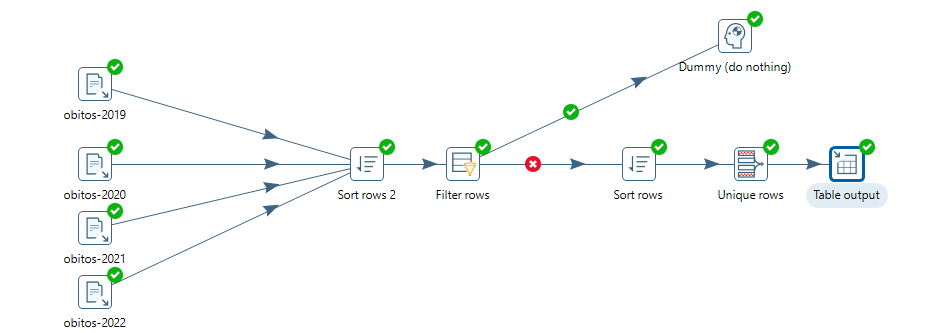 Dummy (do nothing)
obitos-2019
obitos-2020
Sort rows 2
Filter rows
Sort rows
Unique rows
Table output
obitos-2021
obitos-2022